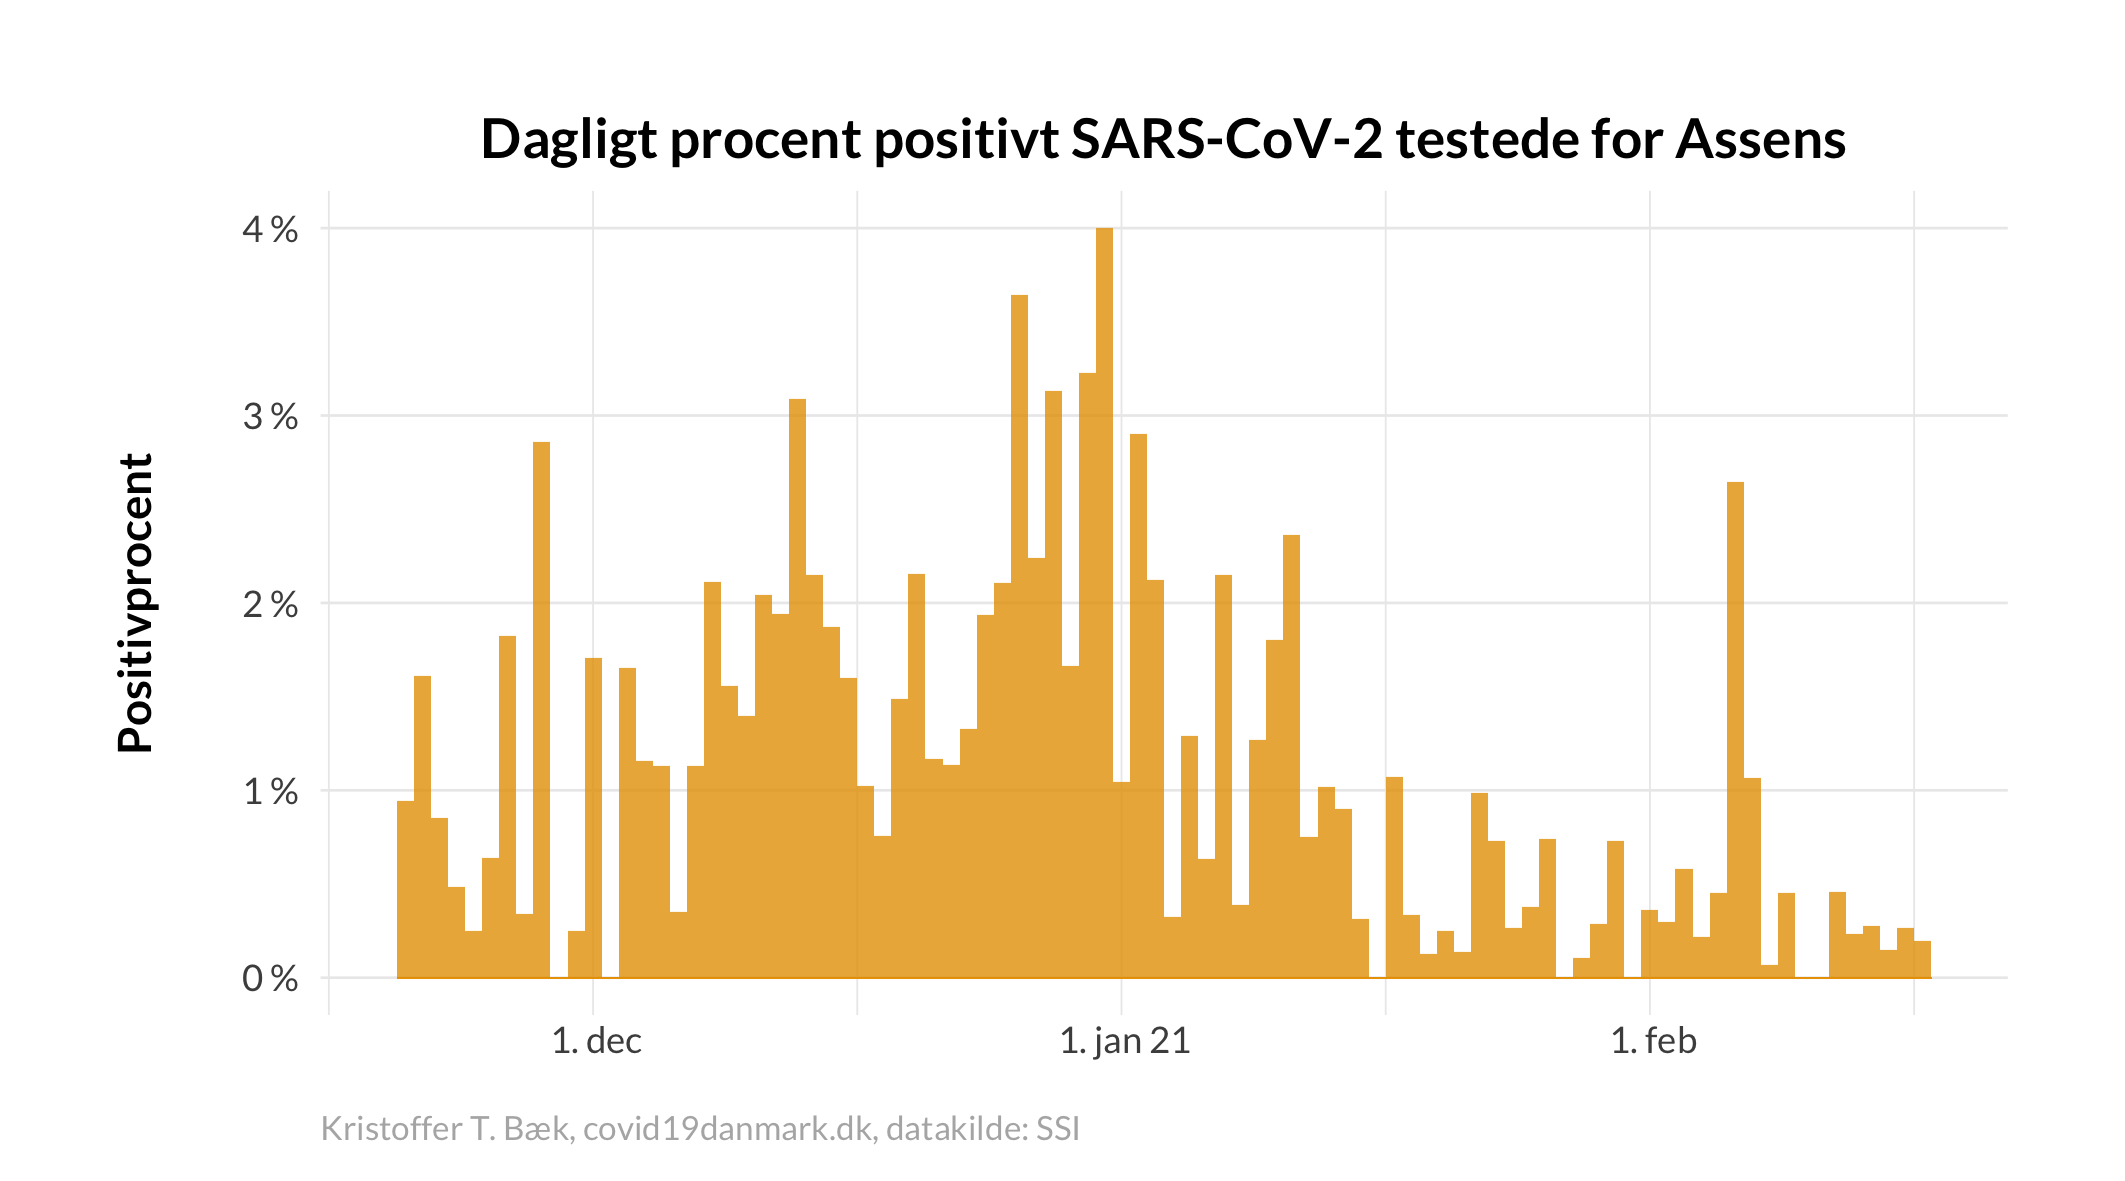 Dagligt procent positivt SARS-CoV-2 testede for Assens
Positivprocent
4 %
3 %
2 %
1 %
0 %
1. dec
1. jan 21
1. feb
Kristoffer T. Bæk, covid19danmark.dk, datakilde: SSI